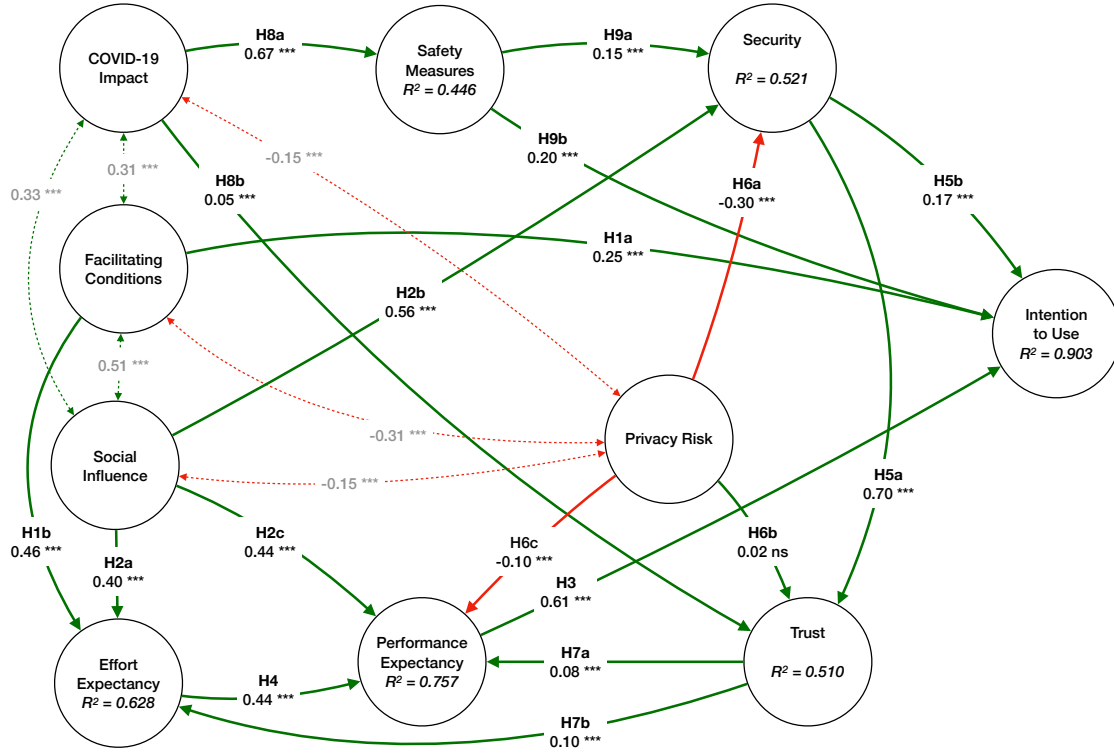 COVID-19
Impact
H8a
0.67 ***
Safety
Measures
R² = 0.446
H9a
0.15 ***
Security
R² = 0.521
0.33 ***
0.31 ***
H8b
0.05 ***
-0.15 ***
H9b
0.20 ***
H6a
-0.30 ***
H5b
0.17 ***
Facilitating
Conditions
H1a
0.25 ***
H2b
0.56 ***
Intention
to Use
R² = 0.903
0.51 ***
-0.31 ***
Privacy Risk
Social
Influence
-0.15 ***
H5a
0.70 ***
H1b
0.46 ***
H2a
0.40 ***
H2c
0.44 ***
H6c
-0.10 ***
H3
0.61 ***
H6b
0.02 ns
Effort
Expectancy
R² = 0.628
H4
0.44 ***
Performance
Expectancy
R² = 0.757
H7a
0.08 ***
Trust
R² = 0.510
H7b
0.10 ***